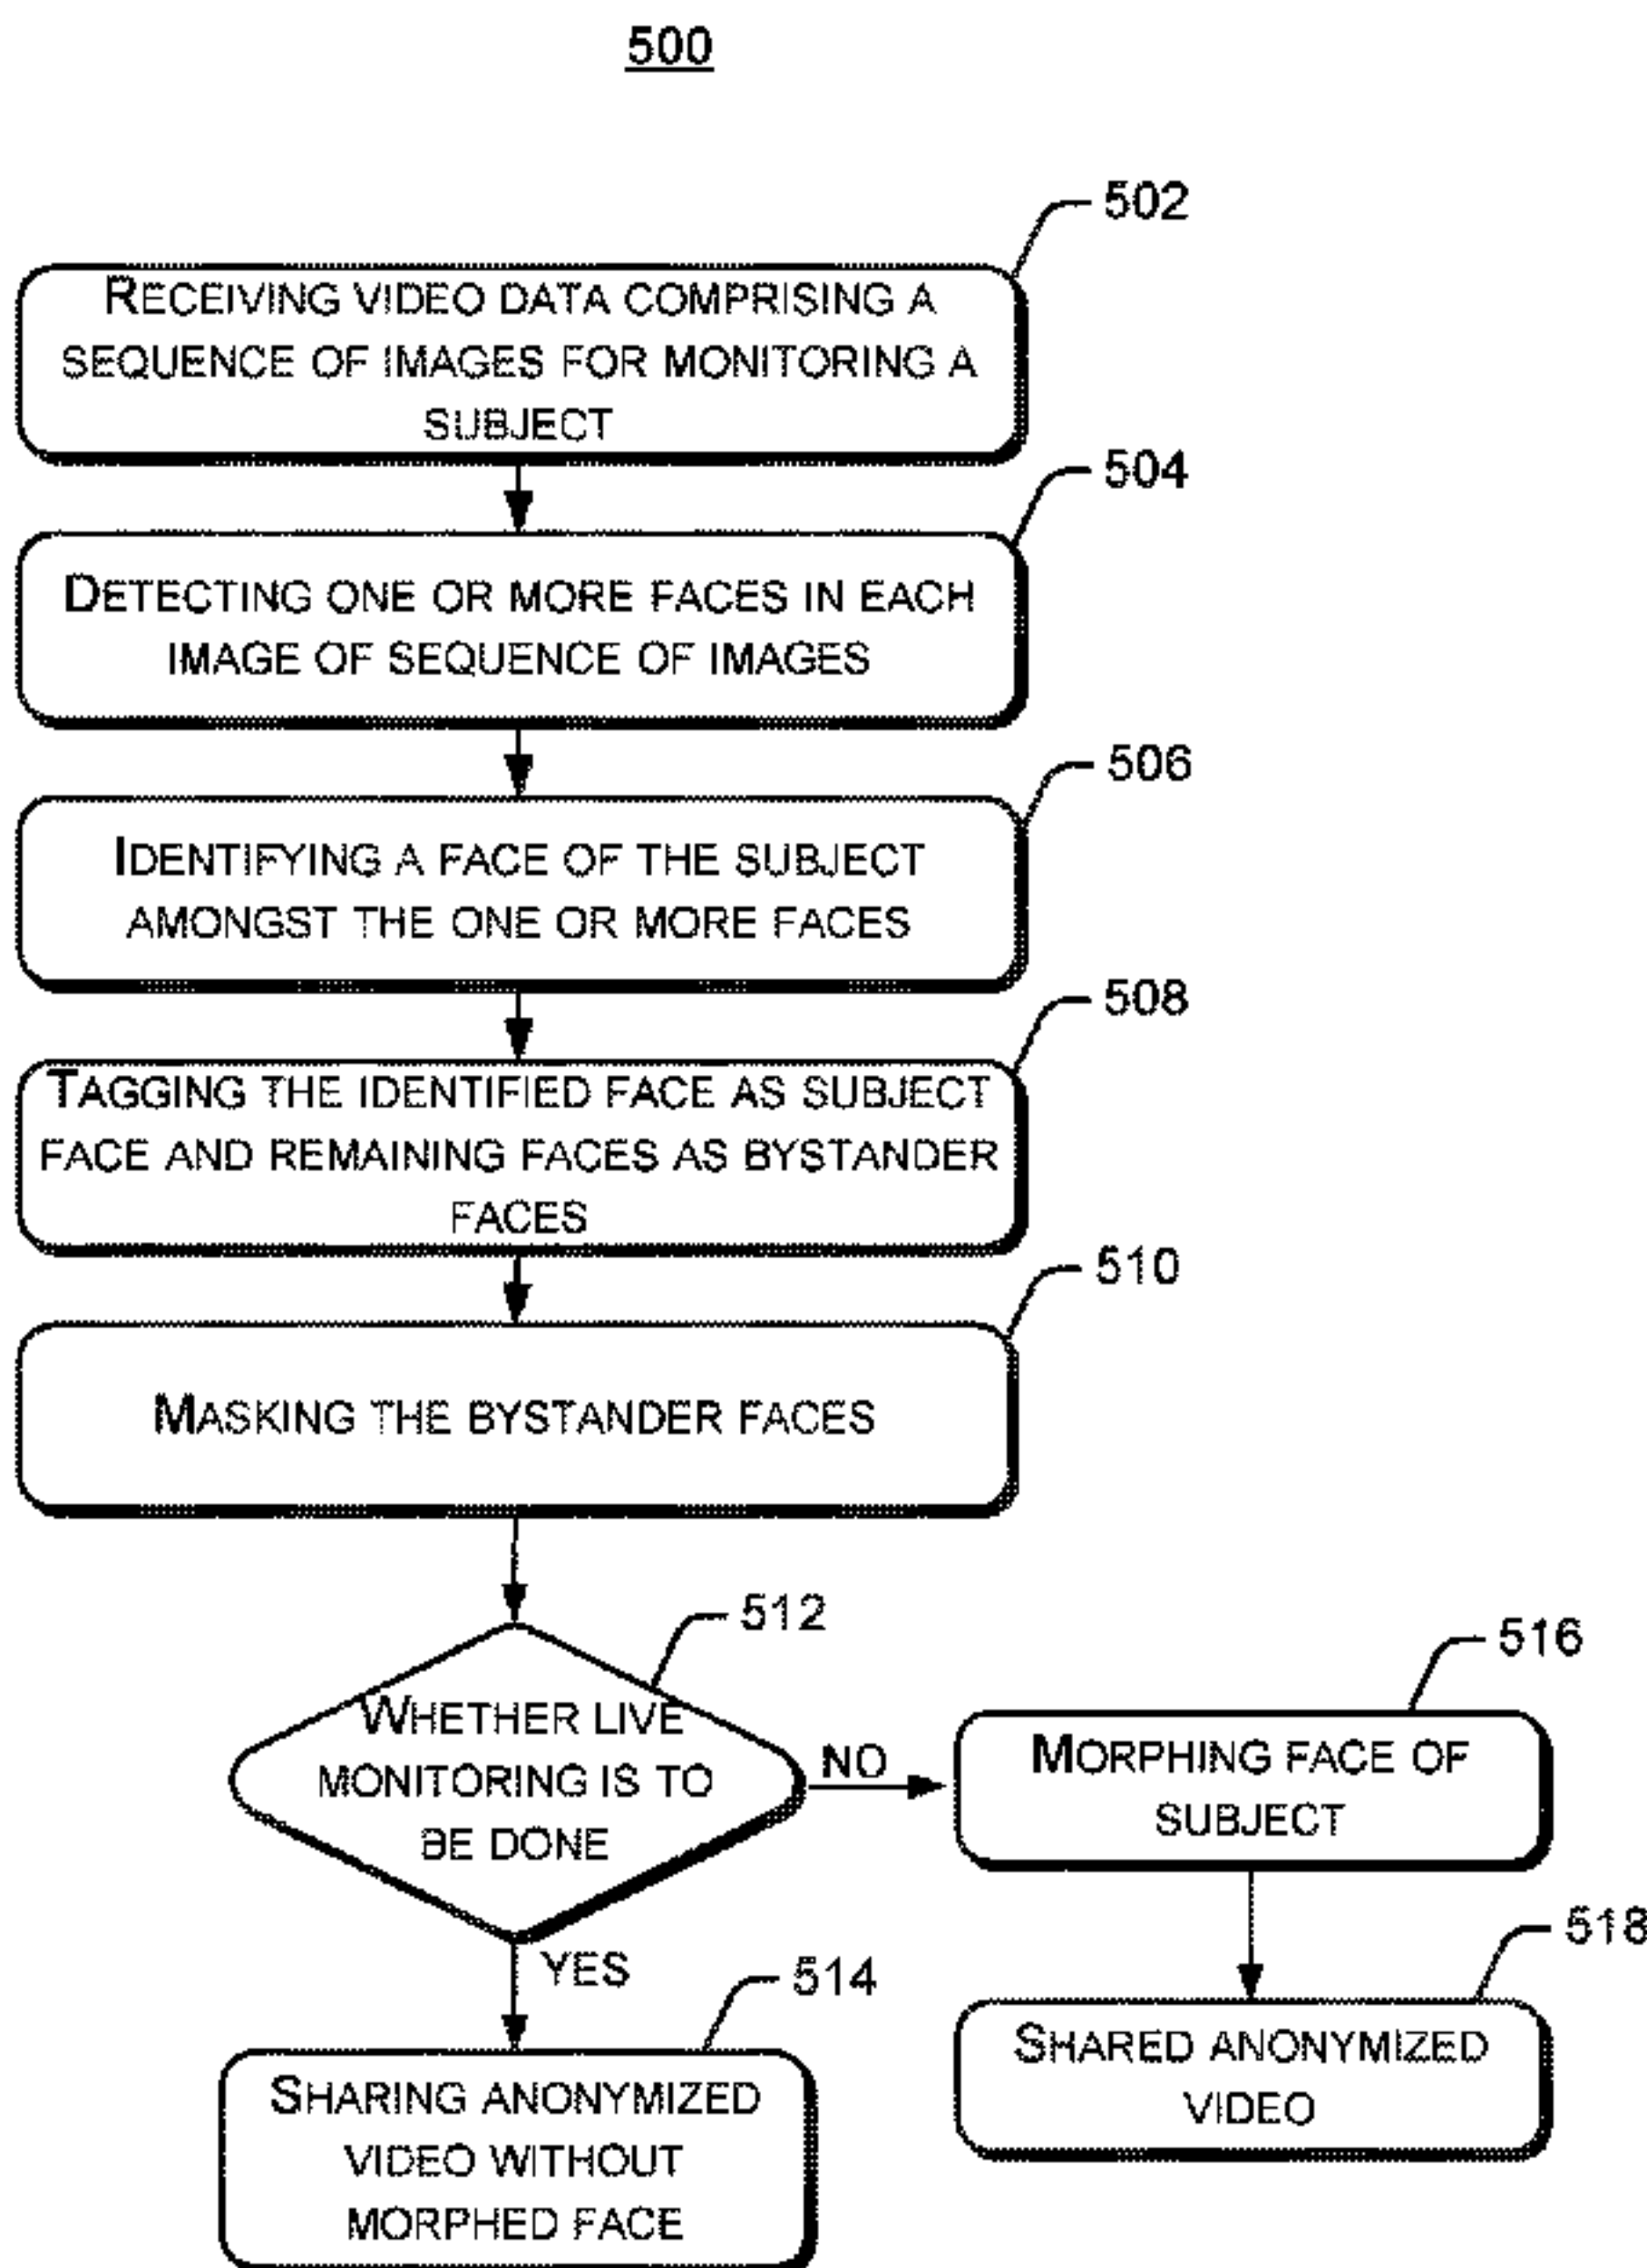 500
502
RECEIVING VIDEO DATA COMPRISING A
SEQUENCE OF IMAGES FOR MONITORING A
SUBJECT
504
DETECTING ONE OR MORE FACES IN EACH
IMAGE OF SEQUENCE OF IMAGES
506
IDENTIFYING A FACE OF THE SUBJECT
AMONGST THE ONE OR MORE FACES
508
TAGGING THE IDENTIFIED FACE AS SUBJECT
FACE AND REMAINING FACES AS BYSTANDER
FACES
510
MASKING THE BYSTANDER FACES
512
WHETHER LIVE
MONITORING IS TO
BE DONE
NO
516
MORPHING FACE OF
SUBJECT
YES
514
SHARING ANONYMIZED
VIDEO WITHOUT
MORPHED FACE
518
SHARED ANONYMIZED
VIDEO